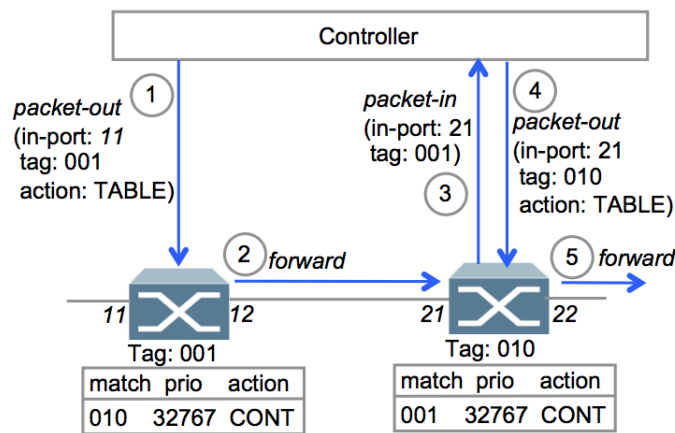 Controller
1
packet-out
(in-port: 11
tag: 001
action: TABLE)
packet-in
(in-port: 21
tag: 001)
3
4
packet-out
(in-port: 21
tag: 010
action: TABLE)
2 forward
5 forward
11
12
21
22
Tag: 001
match prio action
010 32767 CONT
Tag: 010
match prio action
001 32767 CONT